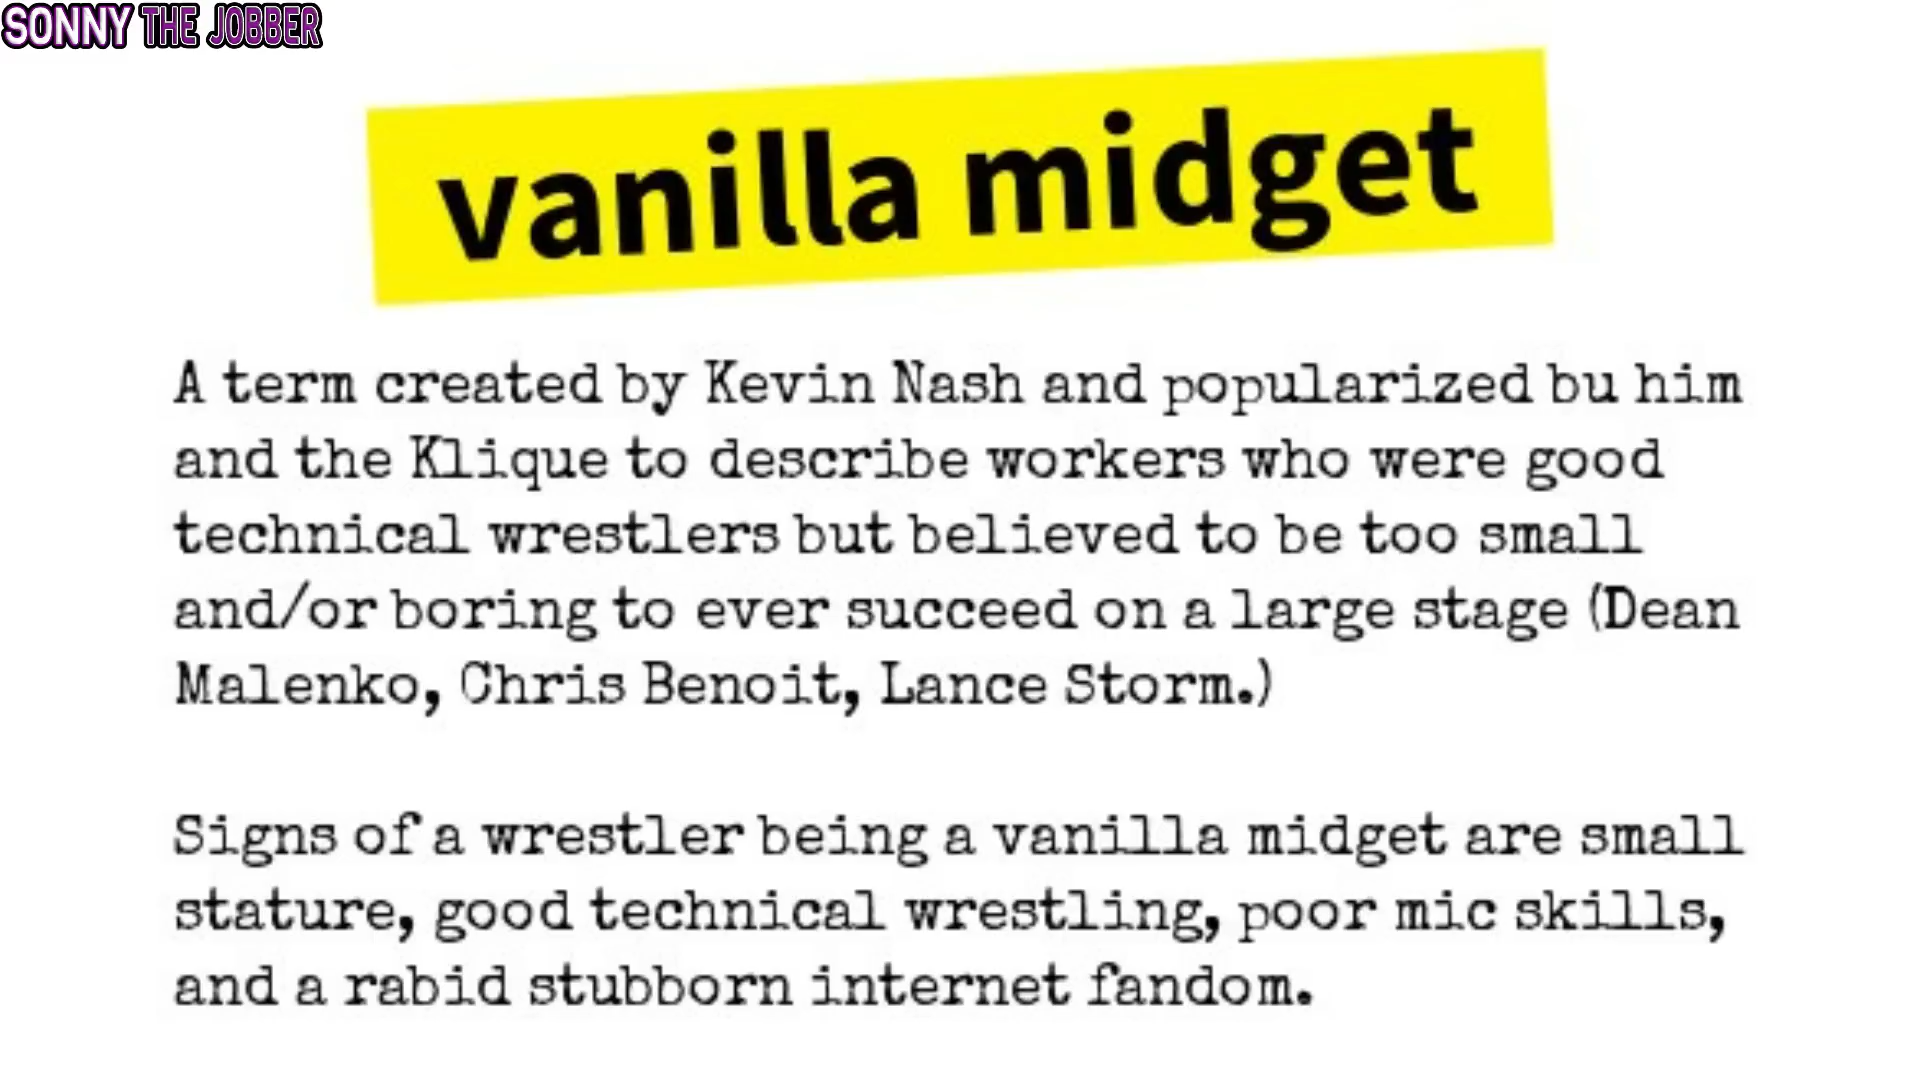 SONNY THE JOBBER
vanilla midget
A term created by Kevin Nash and popularized bu him
and the Klique to describe workers who were good
technical wrestlers but believed to be too small
and/or boring to ever succeed on a large stage (Dean
Malenko, Chris Benoit, Lance Storm.)
Signs of a wrestler being a vanilla midget are small
stature, good technical wrestling, poor mic skills,
and a rabid stubborn internet fandom.